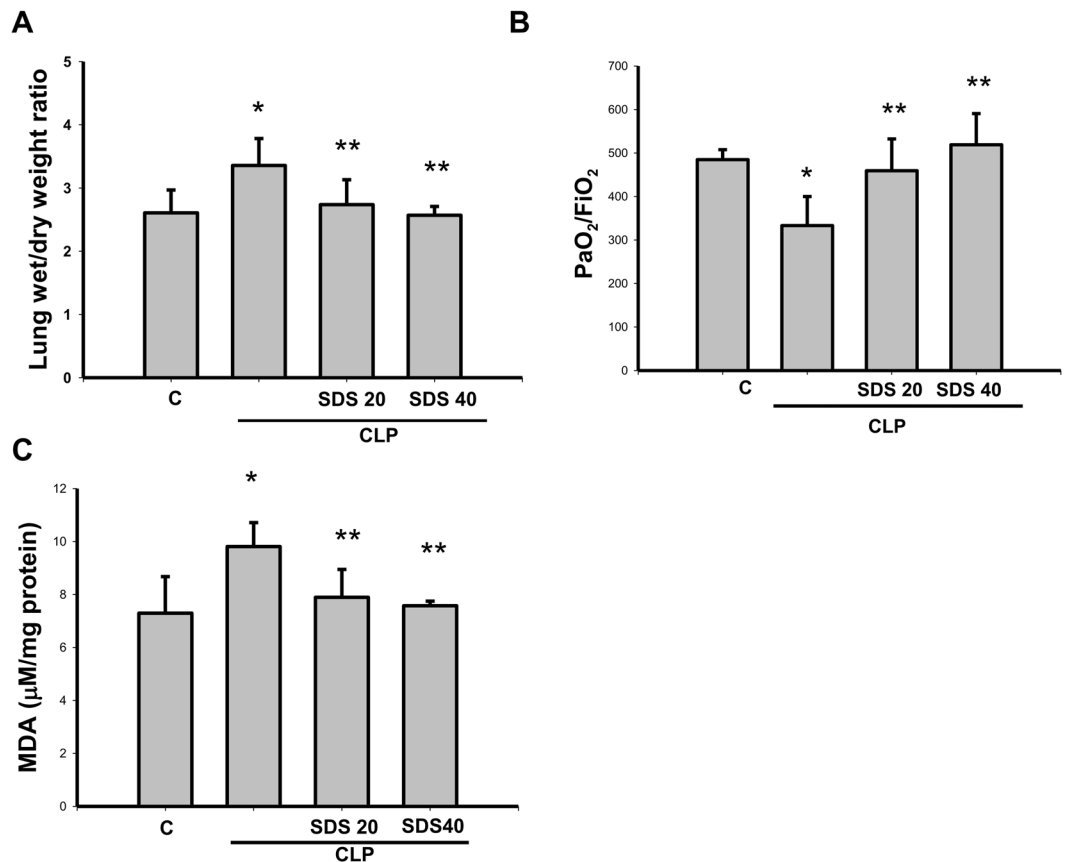 A
Lung wet/dry weight ratio
5
4
3
2
1
0
*
**
**
C
SDS 20
SDS 40
CLP
B
PaO₂/FiO₂
700
600
500
400
300
200
100
0
*
**
**
C
SDS 20
SDS 40
CLP
C
MDA (μM/mg protein)
12
10
8
6
4
2
0
*
**
**
C
SDS 20
SDS40
CLP